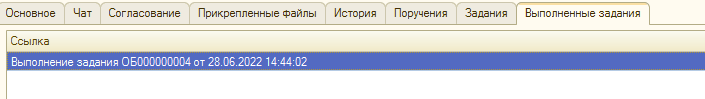 Основное Чат Согласование Прикрепленные файлы История Поручения Задания Выполненные задания
Ссылка
Выполнение задания ОБ000000004 от 28.06.2022 14:44:02